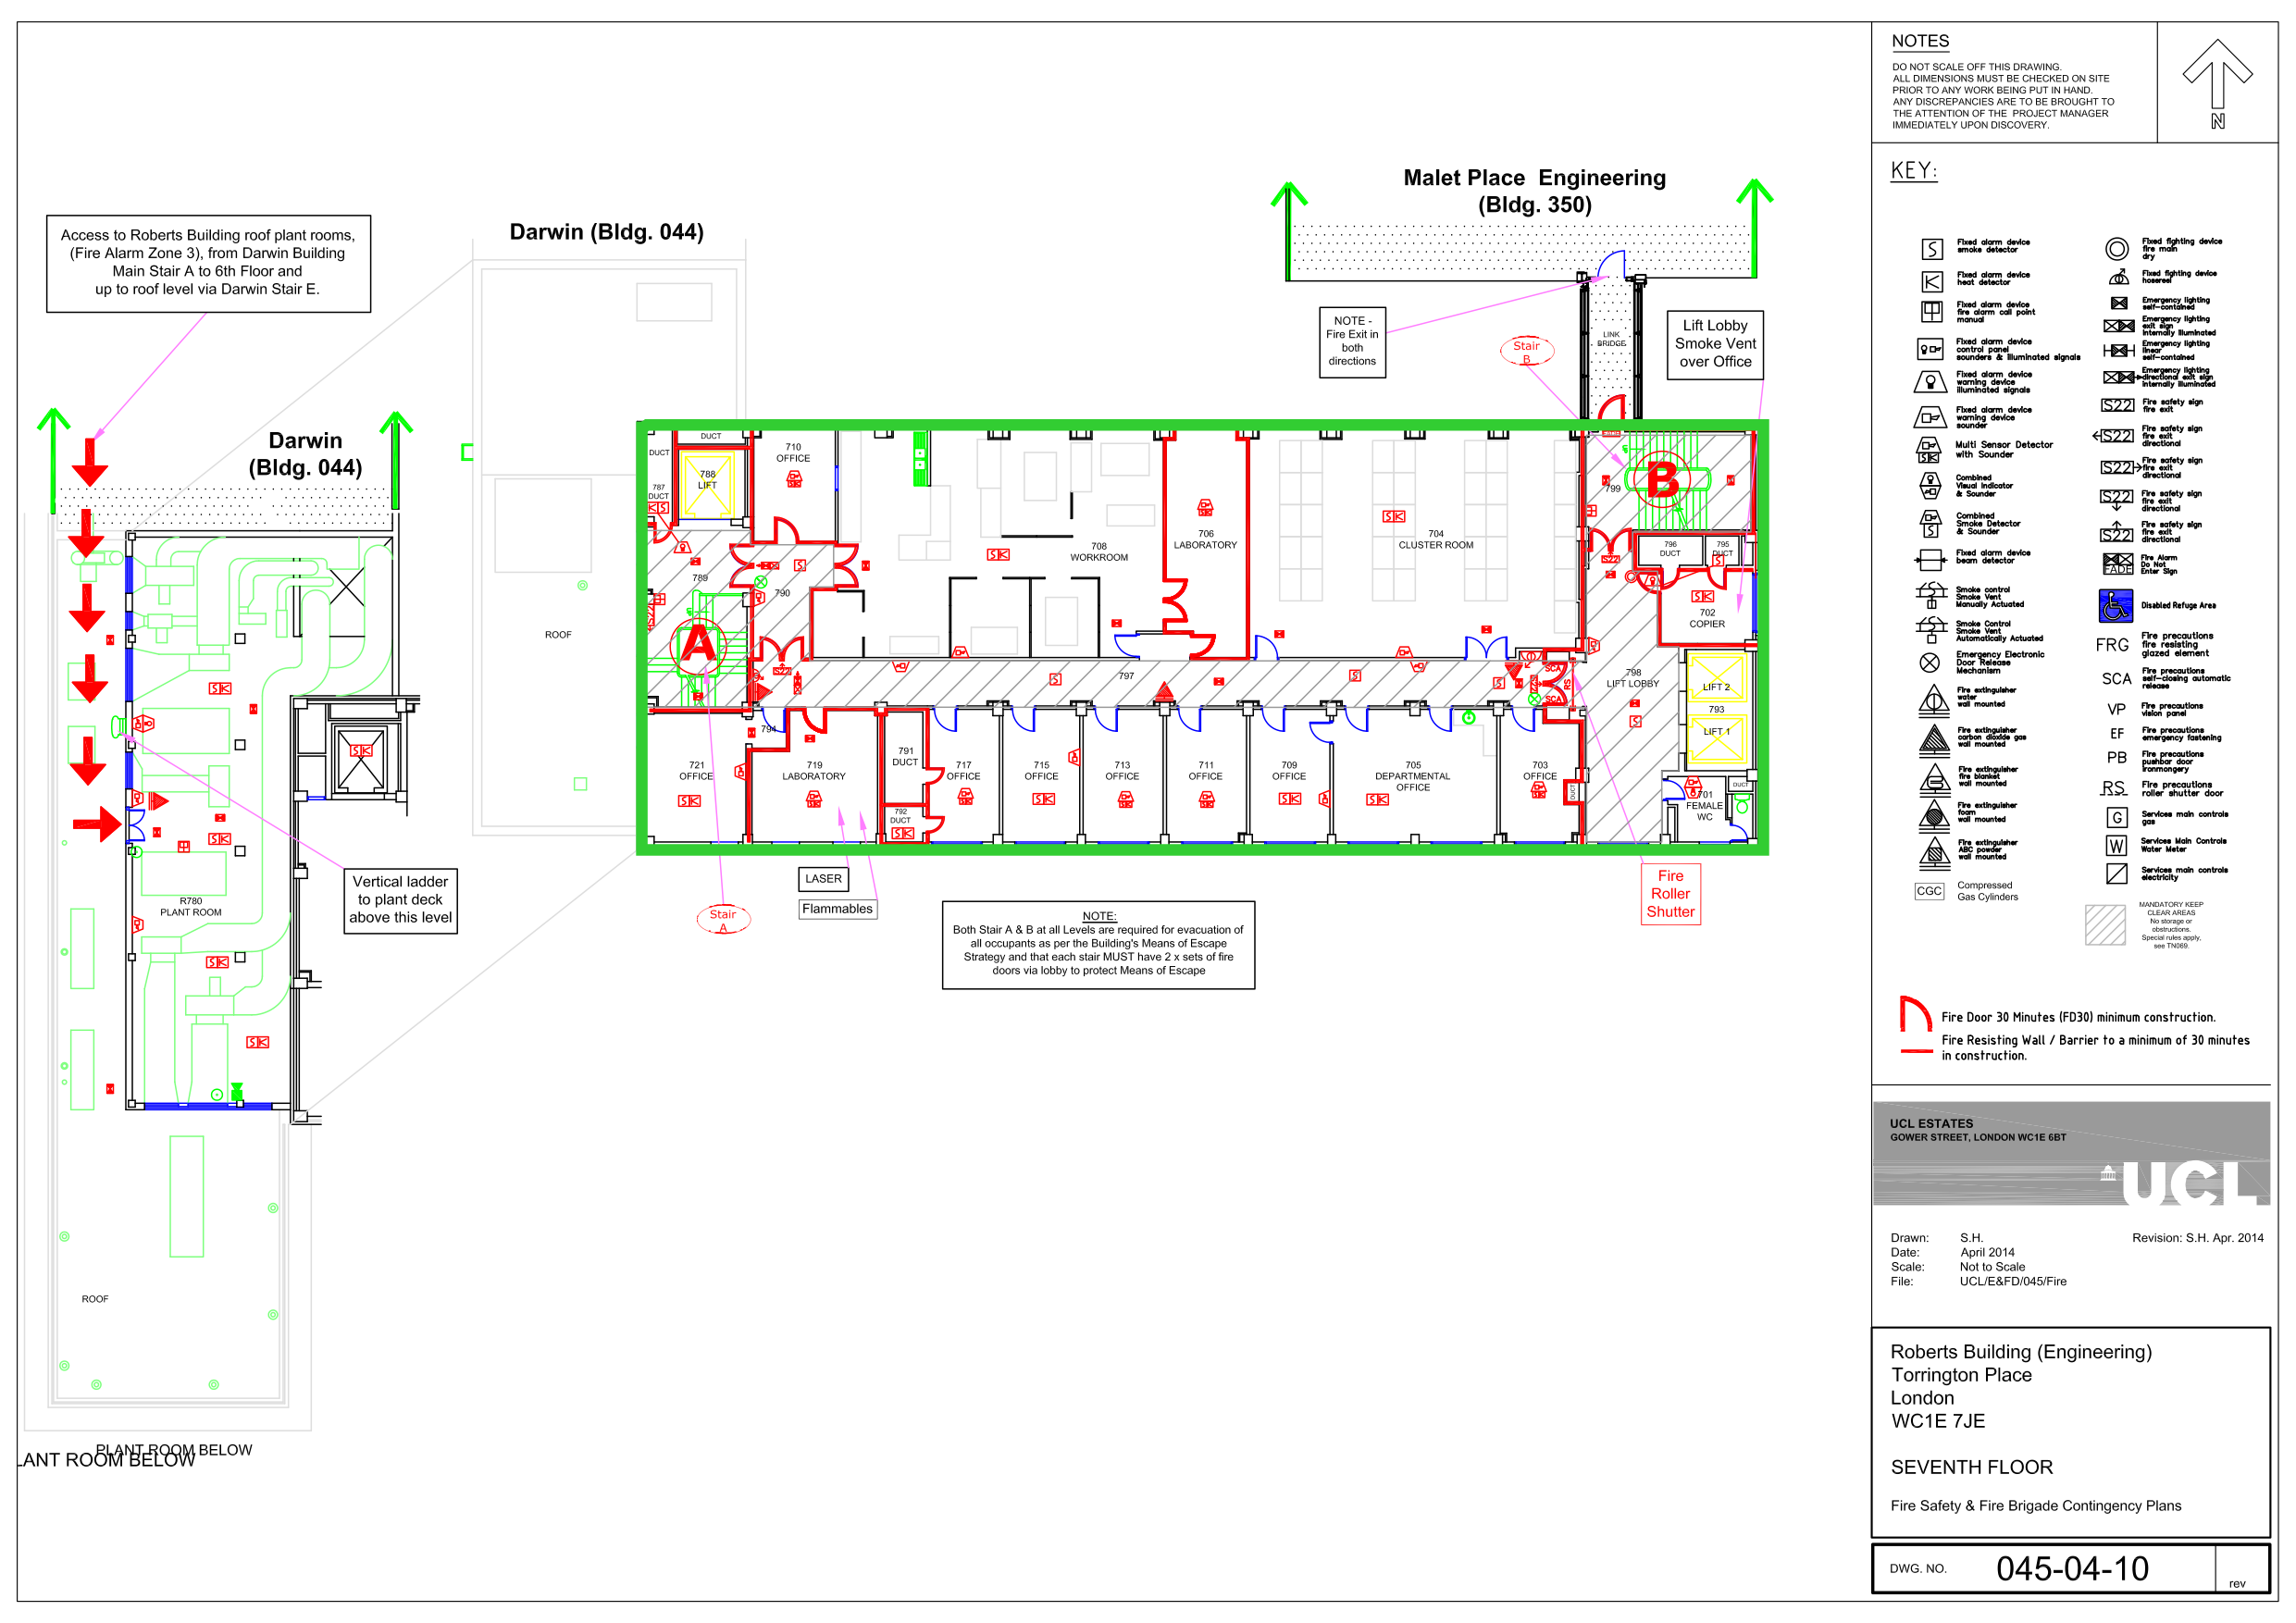 NOTES
DO NOT SCALE OFF THIS DRAWING.
ALL DIMENSIONS MUST BE CHECKED ON SITE
PRIOR TO ANY WORK BEING PUT IN HAND.
ANY DISCREPANCIES ARE TO BE BROUGHT TO
THE ATTENTION OF THE PROJECT MANAGER
IMMEDIATELY UPON DISCOVERY.
N
Access to Roberts Building roof plant rooms,
(Fire Alarm Zone 3), from Darwin Building
Main Stair A to 6th Floor and
up to roof level via Darwin Stair E.
Darwin
(Bldg. 044)
Darwin (Bldg. 044)
Malet Place Engineering
(Bldg. 350)
NOTE -
Fire Exit in
both
directions
LINK
BRIDGE
Lift Lobby
Smoke Vent
over Office
Stair
B
DUCT
DUCT
788
LIFT
787
DUCT
710
OFFICE
789
790
A
708
WORKROOM
706
LABORATORY
704
CLUSTER ROOM
799
B
796
DUCT
795
DUCT
702
COPIER
797
798
LIFT LOBBY
LIFT 2
793
LIFT 1
SCA
RS
SCA
794
721
OFFICE
719
LABORATORY
791
DUCT
792
DUCT
717
OFFICE
715
OFFICE
713
OFFICE
711
OFFICE
709
OFFICE
705
DEPARTMENTAL
OFFICE
703
OFFICE
DUCT
701
FEMALE
WC
DUCT
ROOF
Vertical ladder
to plant deck
above this level
R780
PLANT ROOM
Stair
A
LASER
Flammables
NOTE:
Both Stair A & B at all Levels are required for evacuation of
all occupants as per the Building's Means of Escape
Strategy and that each stair MUST have 2 x sets of fire
doors via lobby to protect Means of Escape
Fire
Roller
Shutter
ROOF
PLANT ROOM BELOW
ANT ROOM BELOW
KEY:
S
Fixed alarm device
smoke detector
K
Fixed alarm device
heat detector
Fixed alarm device
fire alarm call point
manual
Fixed alarm device
control panel
sounders & illuminated signals
Fixed alarm device
warning device
illuminated signals
Fixed alarm device
warning device
sounder
SK
Multi Sensor Detector
with Sounder
Combined
Visual Indicator
& Sounder
S
Combined
Smoke Detector
& Sounder
Fixed alarm device
beam detector
Smoke control
Smoke Vent
Manually Actuated
Smoke Control
Smoke Vent
Automatically Actuated
Emergency Electronic
Door Release
Mechanism
Fire extinguisher
water
wall mounted
Fire extinguisher
carbon dioxide gas
wall mounted
Fire extinguisher
fire blanket
wall mounted
Fire extinguisher
foam
wall mounted
Fire extinguisher
ABC powder
wall mounted
CGC
Compressed
Gas Cylinders
Fixed fighting device
fire main
dry
Fixed fighting device
hosereel
Emergency lighting
self-contained
Emergency lighting
exit sign
internally illuminated
Emergency lighting
linear
self-contained
Emergency lighting
directional exit sign
internally illuminated
S22
Fire safety sign
fire exit
S22
Fire safety sign
fire exit
directional
S22
Fire safety sign
fire exit
directional
S22
Fire safety sign
fire exit
directional
S22
Fire safety sign
fire exit
directional
FADE
Fire Alarm
Do Not
Enter Sign
Disabled Refuge Area
FRG
Fire precautions
fire resisting
glazed element
SCA
Fire precautions
self-closing automatic
release
VP
Fire precautions
vision panel
EF
Fire precautions
emergency fastening
PB
Fire precautions
pushbar door
ironmongery
RS
Fire precautions
roller shutter door
G
Services main controls
gas
W
Services Main Controls
Water Meter
Services main controls
electricity
MANDATORY KEEP
CLEAR AREAS
No storage or
obstructions.
Special rules apply,
see TN069.
Fire Door 30 Minutes (FD30) minimum construction.
Fire Resisting Wall / Barrier to a minimum of 30 minutes
in construction.
UCL ESTATES
GOWER STREET, LONDON WC1E 6BT
UCL
Drawn: S.H. Revision: S.H. Apr. 2014
Date: April 2014
Scale: Not to Scale
File: UCL/E&FD/045/Fire
Roberts Building (Engineering)
Torrington Place
London
WC1E 7JE
SEVENTH FLOOR
Fire Safety & Fire Brigade Contingency Plans
DWG. NO. 045-04-10
rev